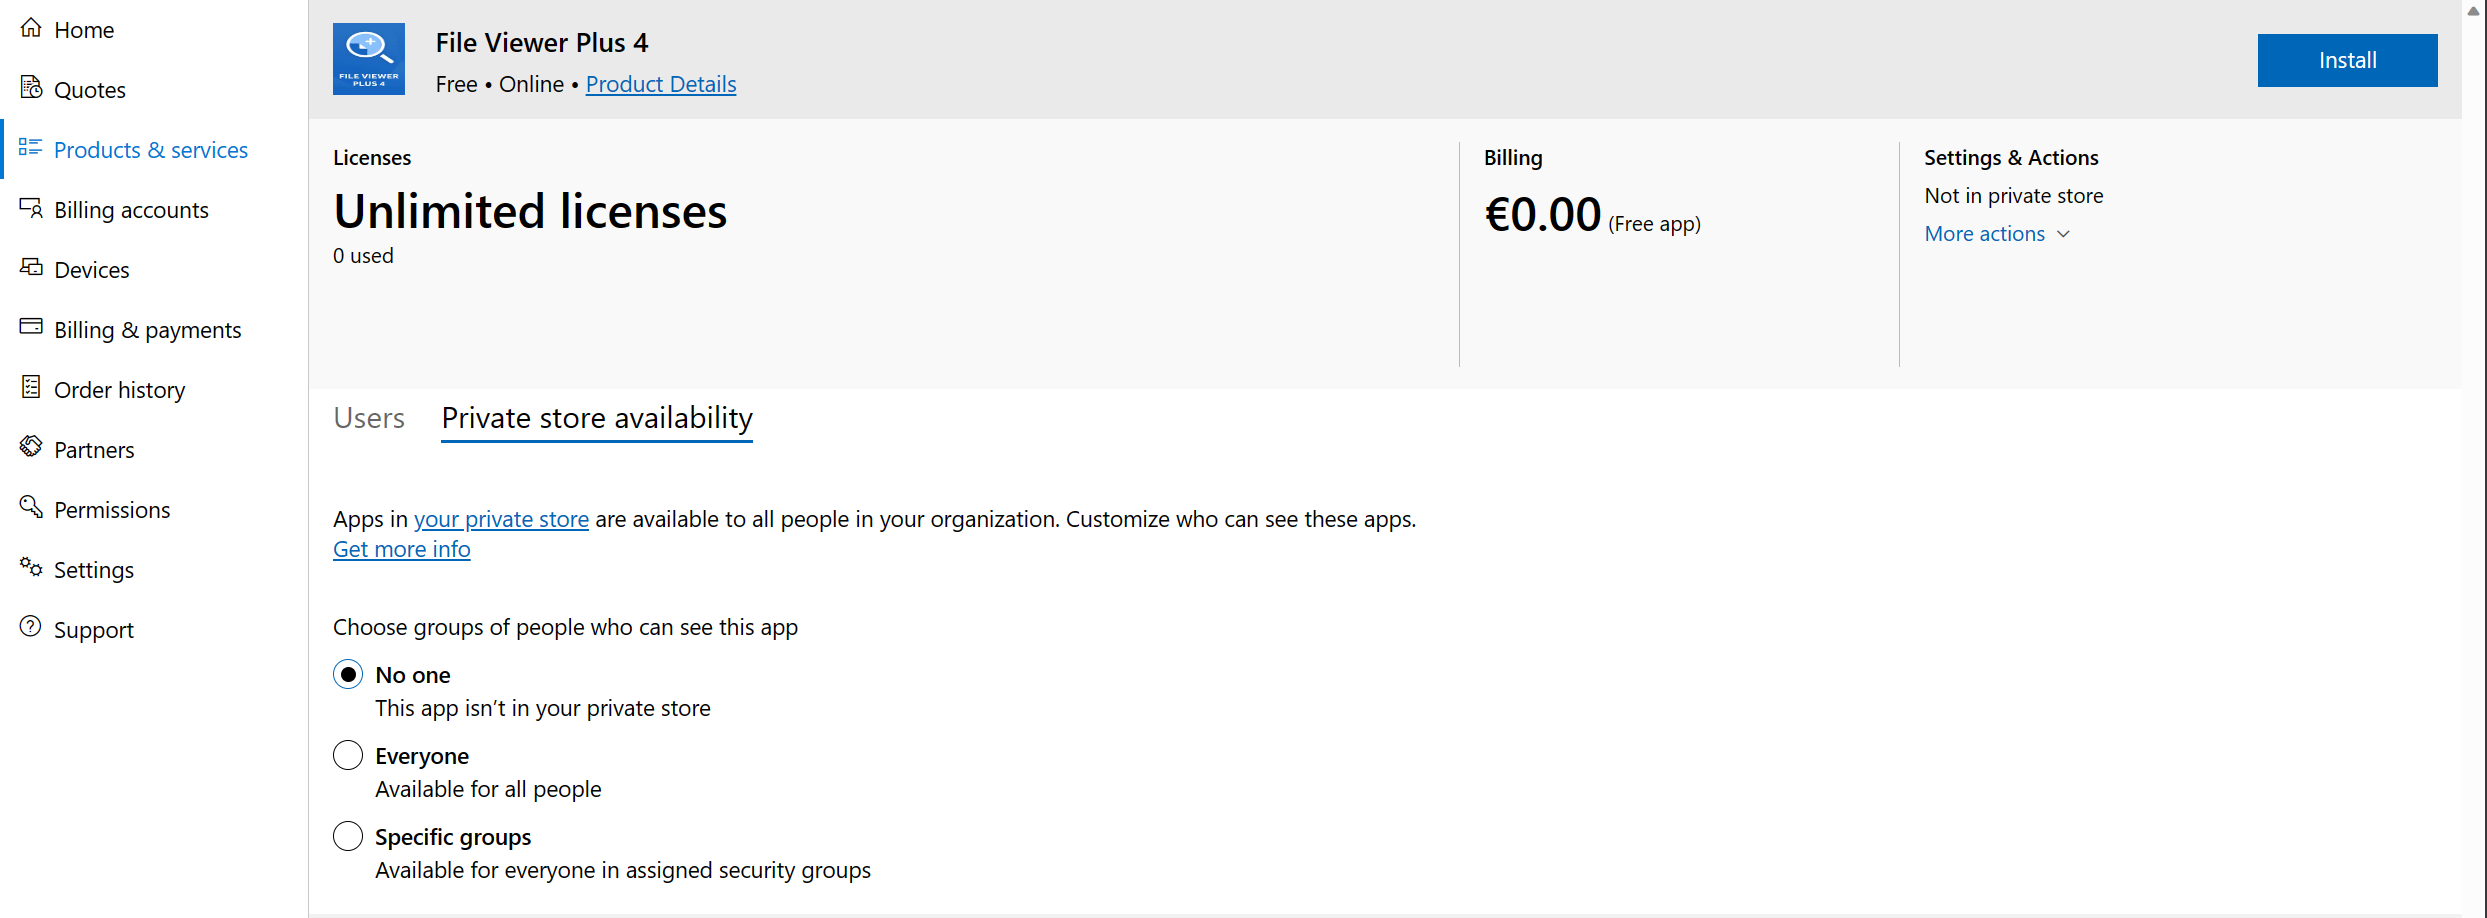 Home
Quotes
Products & services
Billing accounts
Devices
Billing & payments
Order history
Partners
Permissions
Settings
Support
FILE VIEWER
PLUS 4
File Viewer Plus 4
Free • Online • Product Details
Install
Licenses
Unlimited licenses
0 used
Billing
€0.00 (Free app)
Settings & Actions
Not in private store
More actions
Users
Private store availability
Apps in your private store are available to all people in your organization. Customize who can see these apps.
Get more info
Choose groups of people who can see this app
No one
This app isn’t in your private store
Everyone
Available for all people
Specific groups
Available for everyone in assigned security groups